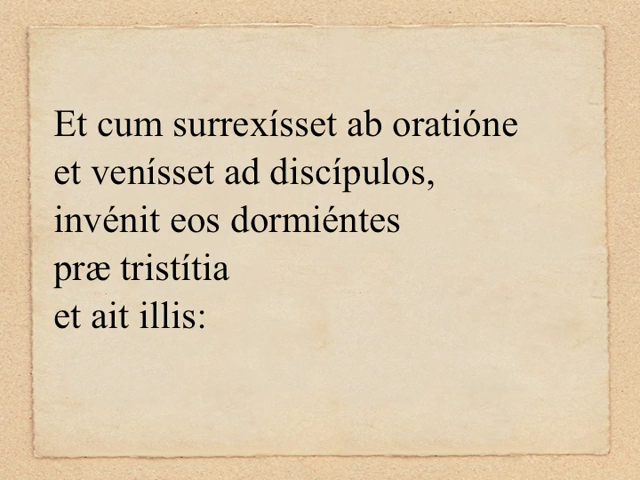 Et cum surrexísset ab oratióne
et venísset ad discípulos,
invénit eos dormiéntes
præ tristítia
et ait illis: